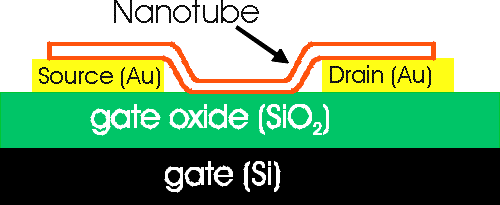 Nanotube
Source (Au)
Drain (Au)
gate oxide (SiO₂)
gate (Si)